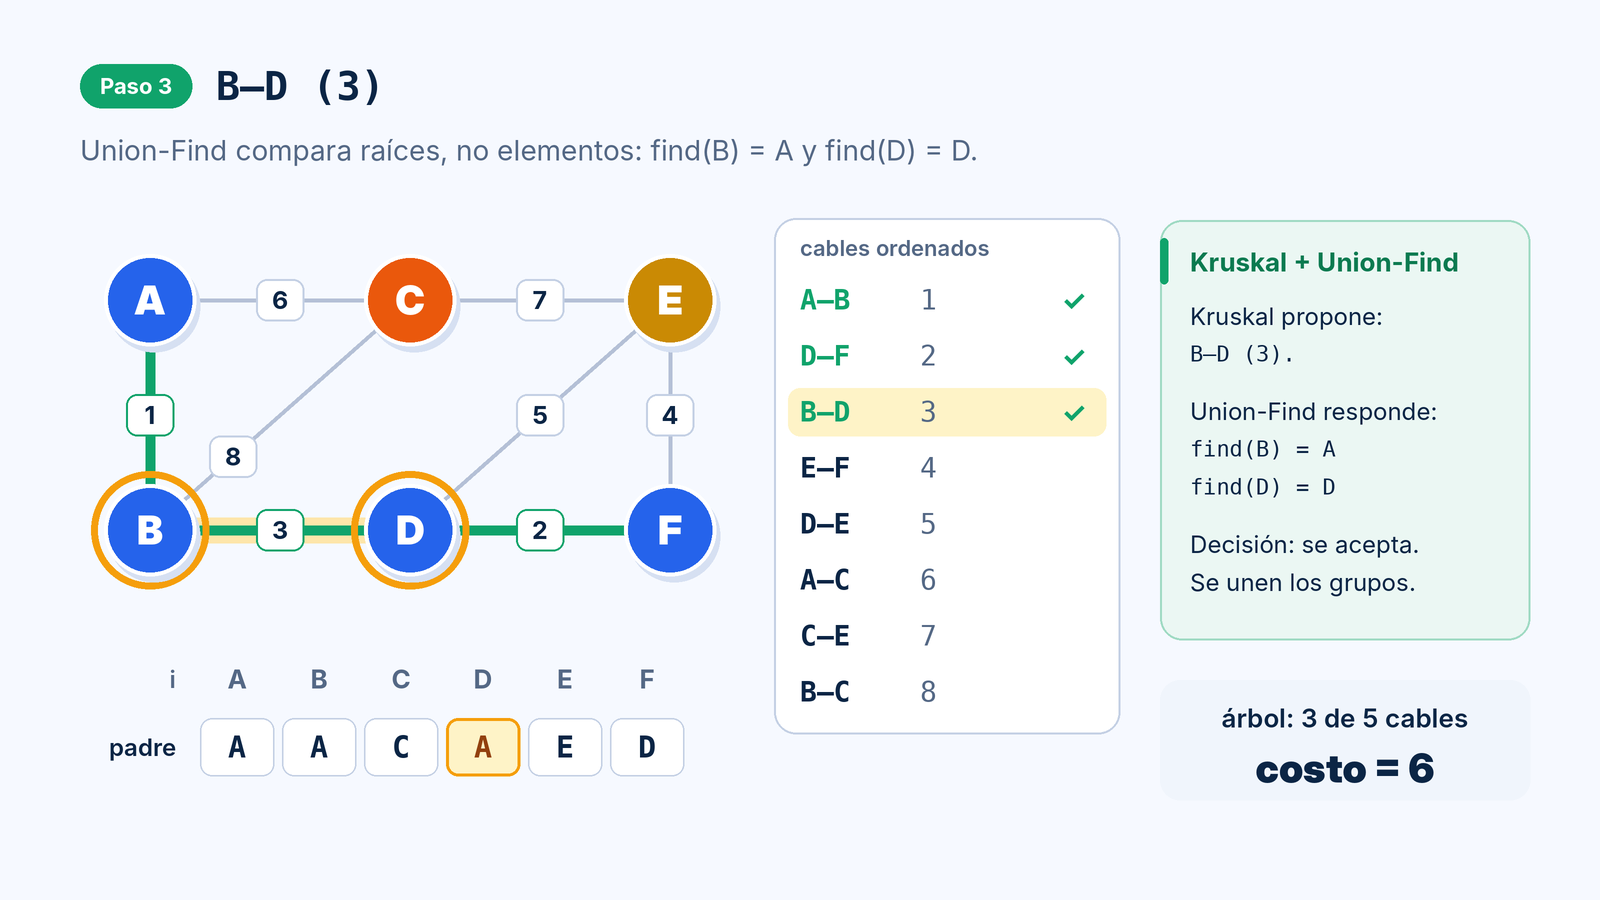 Paso 3
B—D (3)
Union-Find compara raíces, no elementos: find(B) = A y find(D) = D.
A 6 C 7 E
1 8 5 4
B 3 D 2 F
i A B C D E F
padre A A C A E D
cables ordenados
A—B 1 ✓
D—F 2 ✓
B—D 3 ✓
E—F 4
D—E 5
A—C 6
C—E 7
B—C 8
Kruskal + Union-Find
Kruskal propone:
B—D (3).
Union-Find responde:
find(B) = A
find(D) = D
Decisión: se acepta.
Se unen los grupos.
árbol: 3 de 5 cables
costo = 6